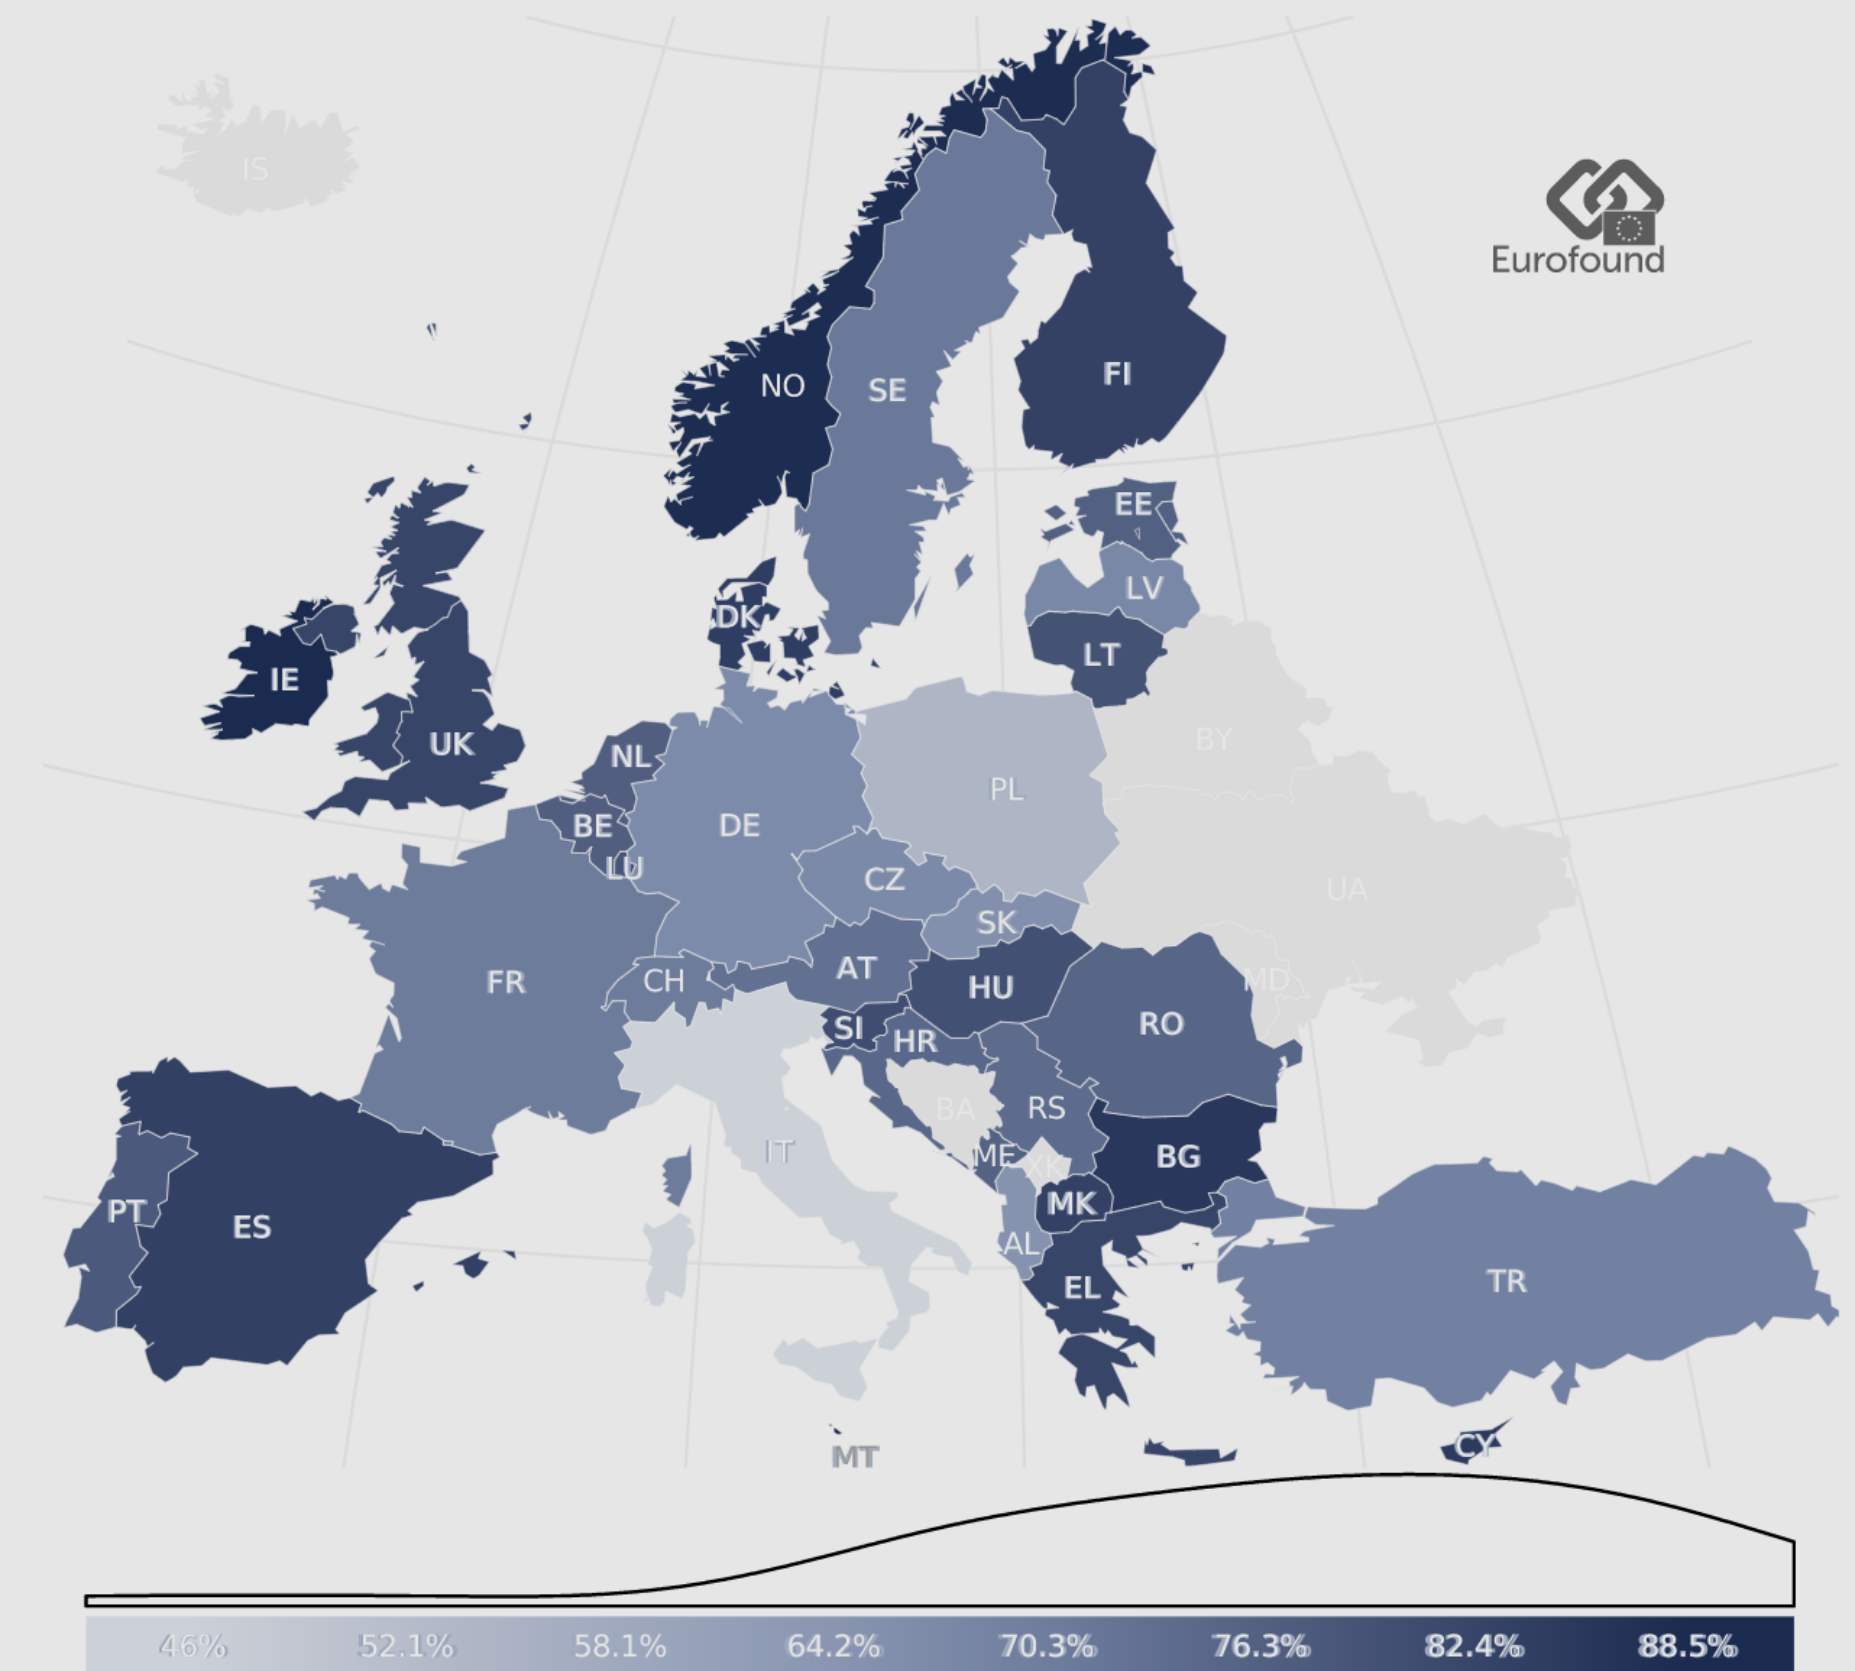 IS
Eurofound
NO
SE
FI
EE
DK
LV
IE
LT
UK
NL
BY
PL
BE
DE
LU
CZ
UA
SK
FR
CH
AT
HU
MD
SI
HR
RO
BA
RS
IT
ME
XK
BG
PT
ES
MK
AL
EL
TR
MT
CY
46% 52.1% 58.1% 64.2% 70.3% 76.3% 82.4% 88.5%